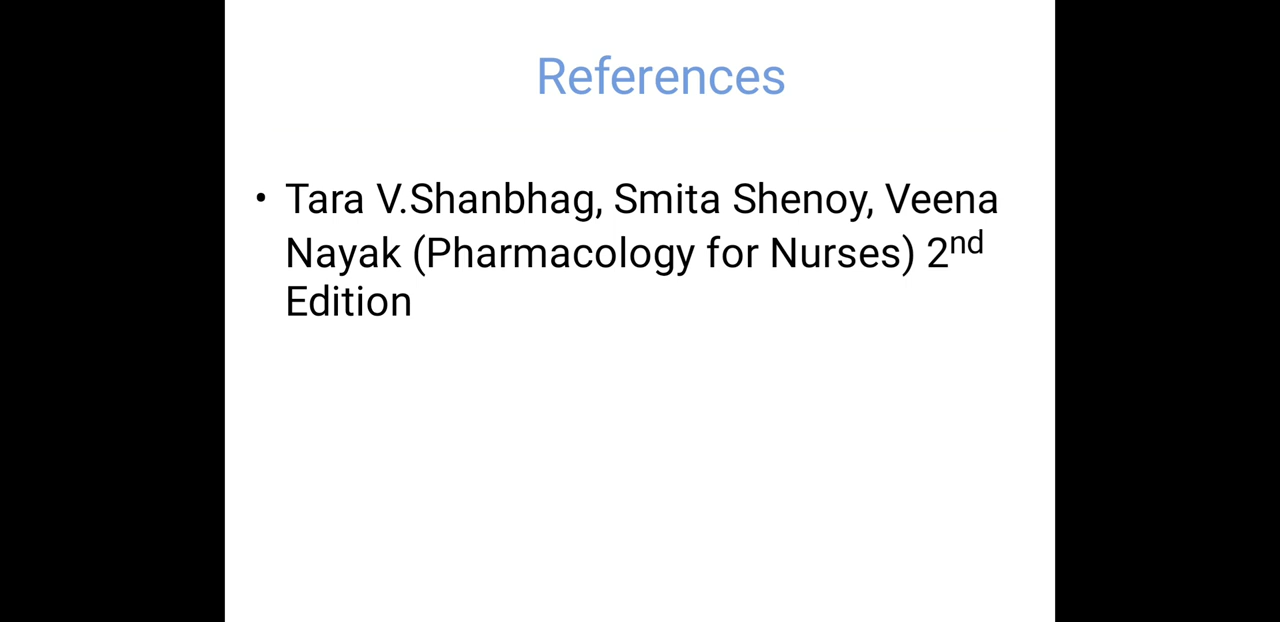 References
• Tara V.Shanbhag, Smita Shenoy, Veena
Nayak (Pharmacology for Nurses) 2nd
Edition